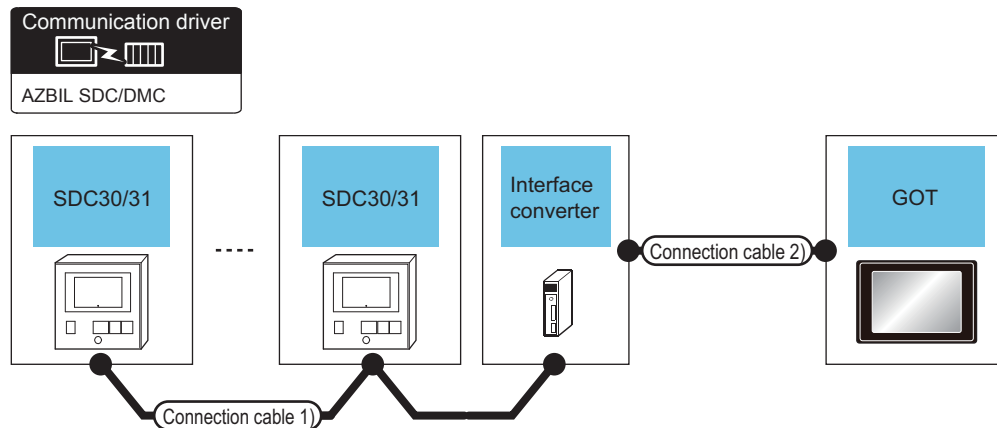 Communication driver
AZBIL SDC/DMC
SDC30/31
SDC30/31
Interface
converter
GOT
Connection cable 2)
Connection cable 1)